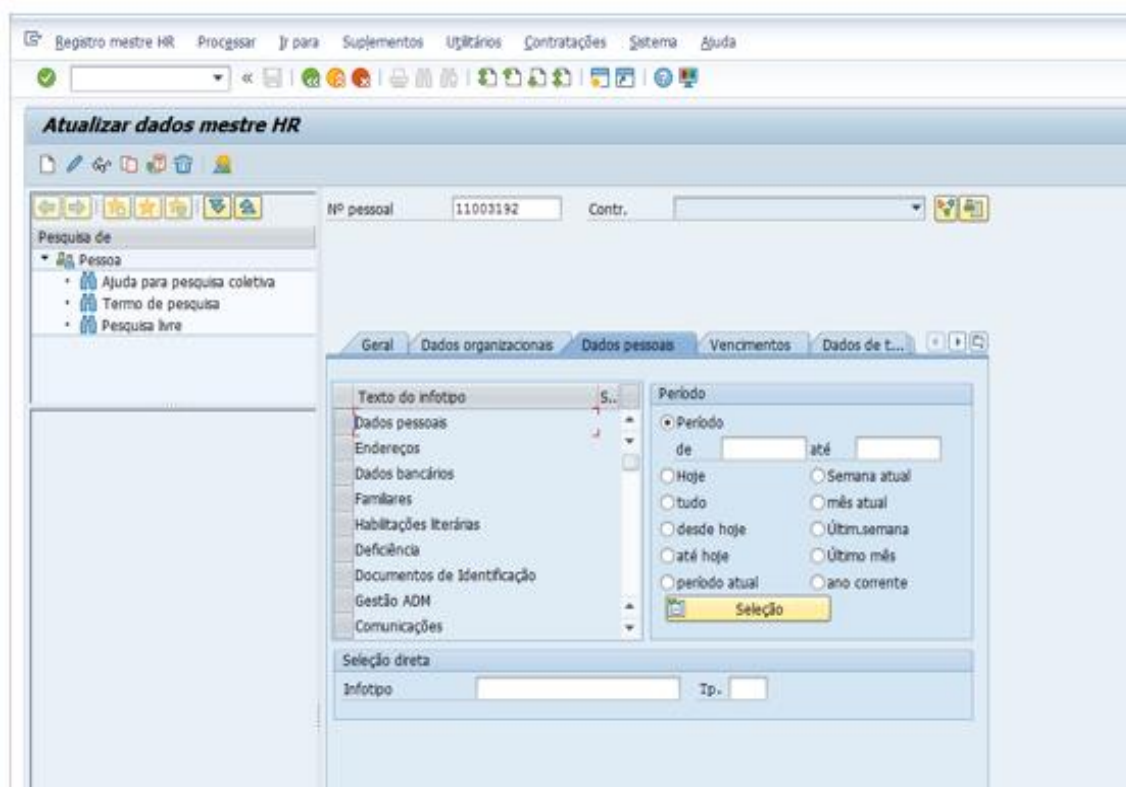 Registro mestre HR Processar Ir para Suplementos Utilitários Contratações Sistema Ajuda
Atualizar dados mestre HR
Nº pessoal 11003192 Contr.
Pesquisa de
Pessoa
Ajuda para pesquisa coletiva
Termo de pesquisa
Pesquisa livre
Geral Dados organizacionais Dados pessoais Vencimentos Dados de t...
Texto do infotipo S..
Dados pessoais
Endereços
Dados bancários
Familiares
Habilitações literárias
Deficiência
Documentos de Identificação
Gestão ADM
Comunicações
Período
Período
de até
Hoje Semana atual
tudo mês atual
desde hoje Últim.semana
até hoje Último mês
período atual ano corrente
Seleção
Seleção direta
Infotipo Tp.